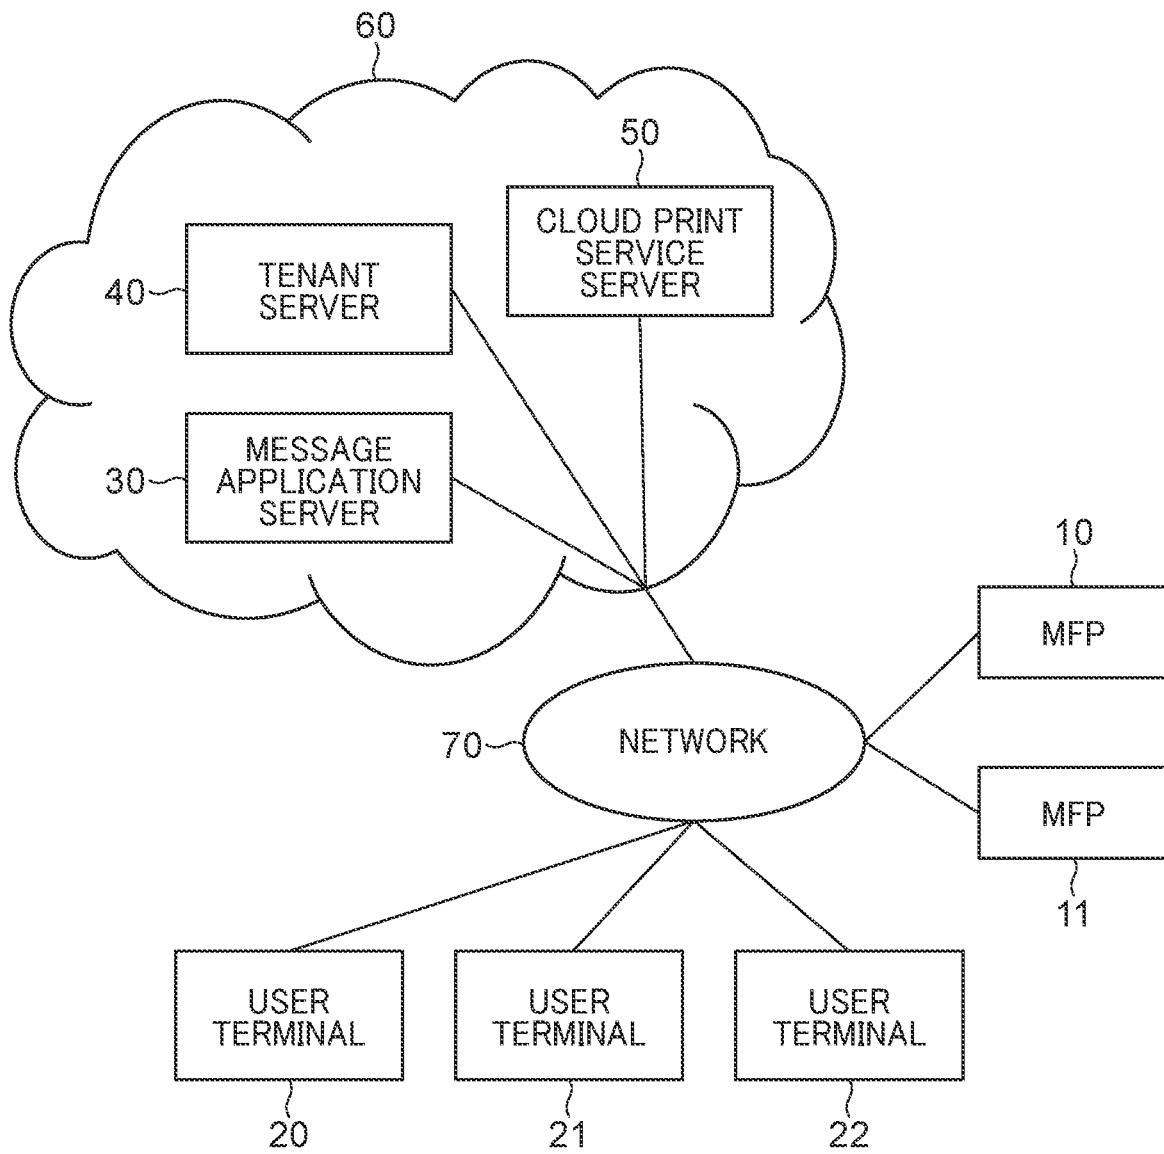 60
50
CLOUD PRINT
SERVICE
SERVER
40
TENANT
SERVER
30
MESSAGE
APPLICATION
SERVER
10
MFP
70
NETWORK
MFP
11
USER
TERMINAL
USER
TERMINAL
USER
TERMINAL
20
21
22